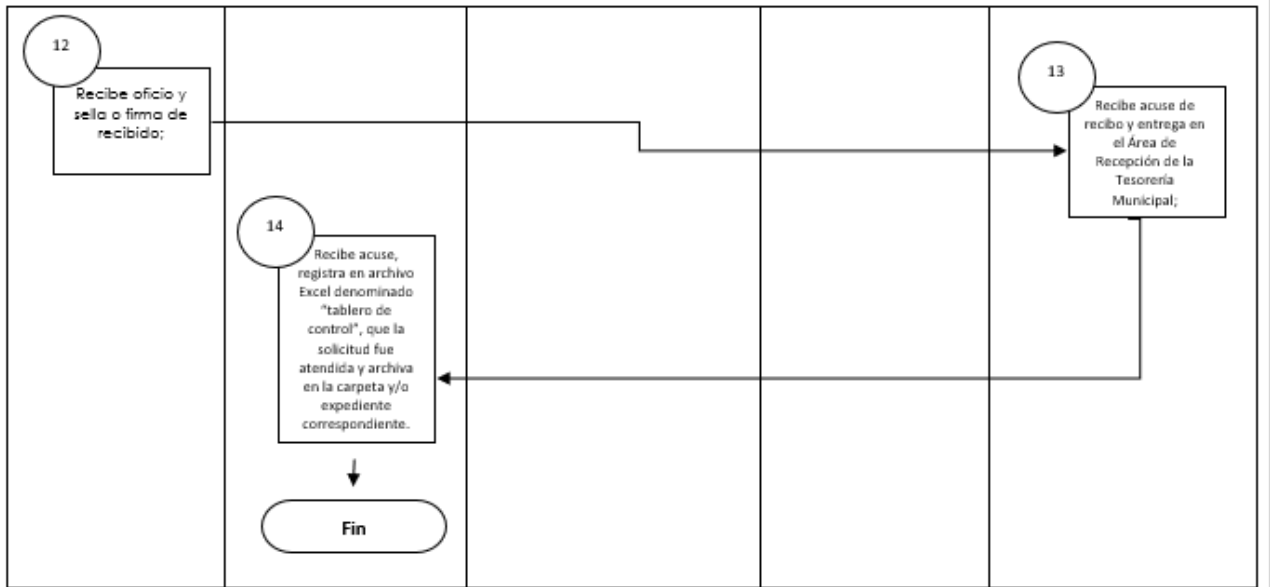 12
Recibe oficio y
sella o firma de
recibido;
13
Recibe acuse de
recibo y entrega en
el Área de
Recepción de la
Tesorería
Municipal;
14
Recibe acuse,
registra en archivo
Excel denominado
"tablero de
control", que la
solicitud fue
atendida y archiva
en la carpeta y/o
expediente
correspondiente.
Fin